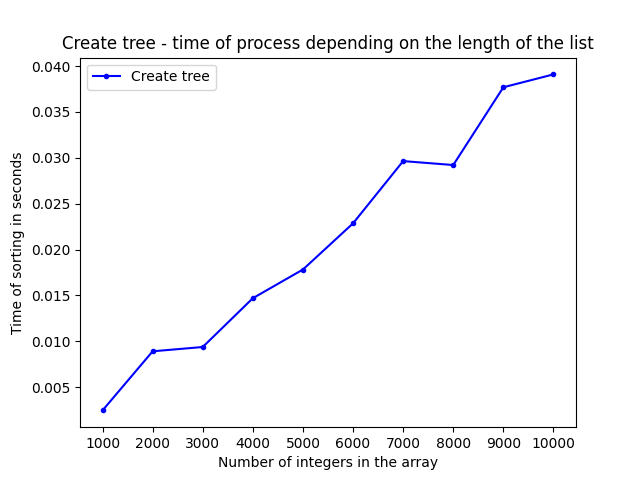 Create tree - time of process depending on the length of the list
Create tree
0.040
0.035
0.030
0.025
0.020
0.015
0.010
0.005
Time of sorting in seconds
1000 2000 3000 4000 5000 6000 7000 8000 9000 10000
Number of integers in the array